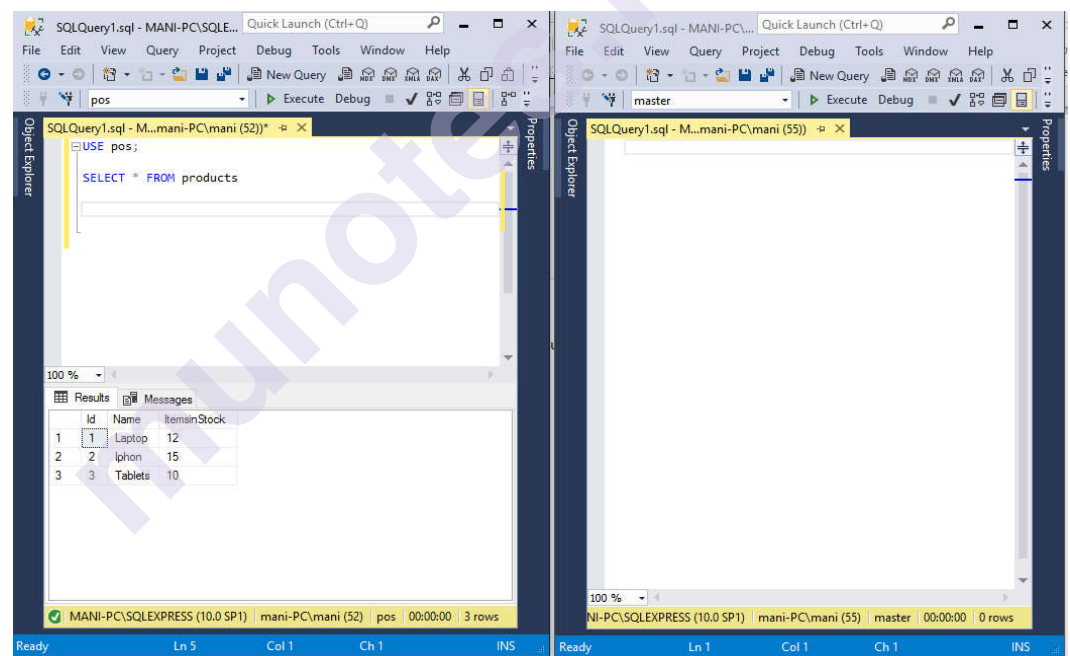 SQLQuery1.sql - MANI-PC\SQLE... Quick Launch (Ctrl+Q)
File Edit View Query Project Debug Tools Window Help
New Query
pos Execute Debug
SQLQuery1.sql - M...mani-PC\mani (52))*
Object Explorer
Properties
USE pos;
SELECT * FROM products
100 %
Results Messages
Id Name ItemsinStock
1 1 Laptop 12
2 2 Iphon 15
3 3 Tablets 10
MANI-PC\SQLEXPRESS (10.0 SP1) mani-PC\mani (52) pos 00:00:00 3 rows
Ready Ln 5 Col 1 Ch 1 INS
SQLQuery1.sql - MANI-PC\... Quick Launch (Ctrl+Q)
File Edit View Query Project Debug Tools Window Help
New Query
master Execute Debug
SQLQuery1.sql - M...mani-PC\mani (55))
Object Explorer
Properties
100 %
NI-PC\SQLEXPRESS (10.0 SP1) mani-PC\mani (55) master 00:00:00 0 rows
Ready Ln 1 Col 1 Ch 1 INS
munotes